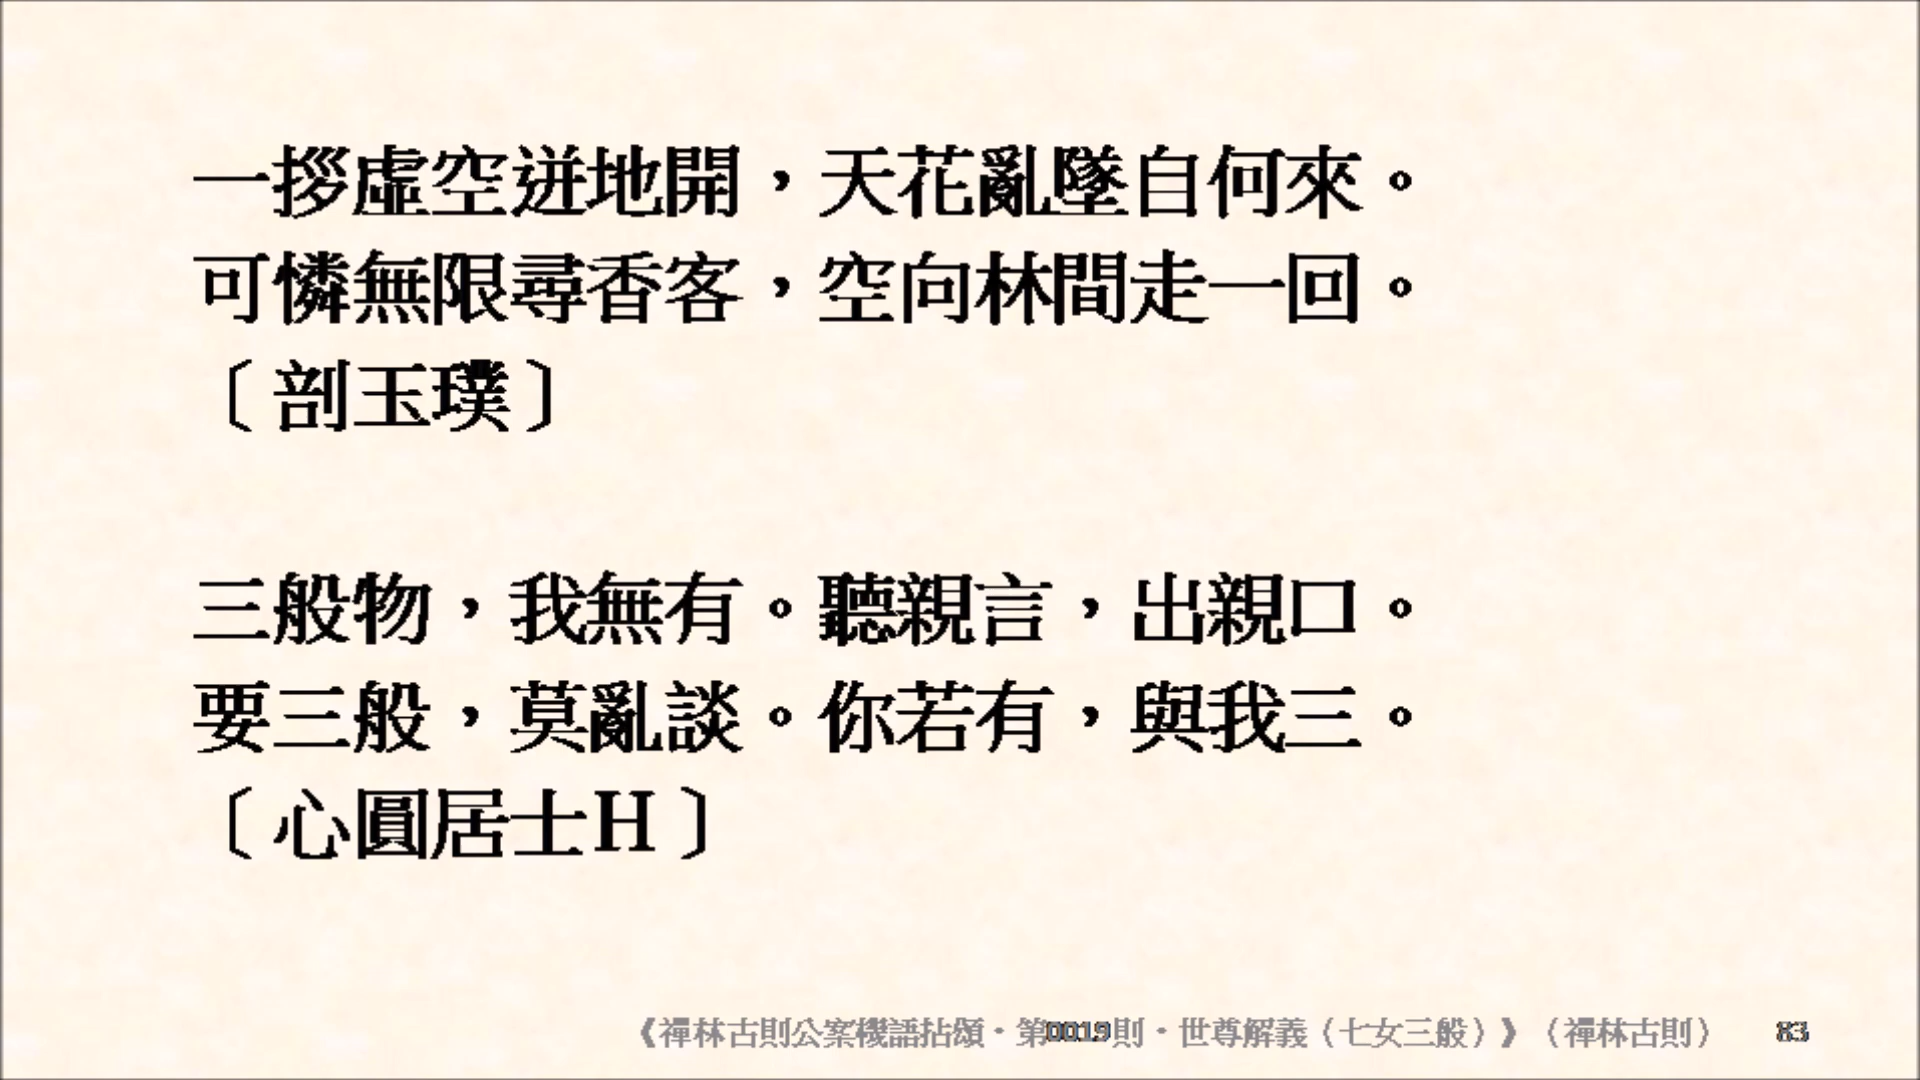 一拶虛空迸地開，天花亂墜自何來。
可憐無限尋香客，空向林間走一回。
〔剖玉璞〕
三般物，我無有。聽親言，出親口。
要三般，莫亂談。你若有，與我三。
〔心圓居士H〕
《禪林古則公案機語拈頌‧第0019則‧世尊解義（七女三般）》（禪林古則） 83